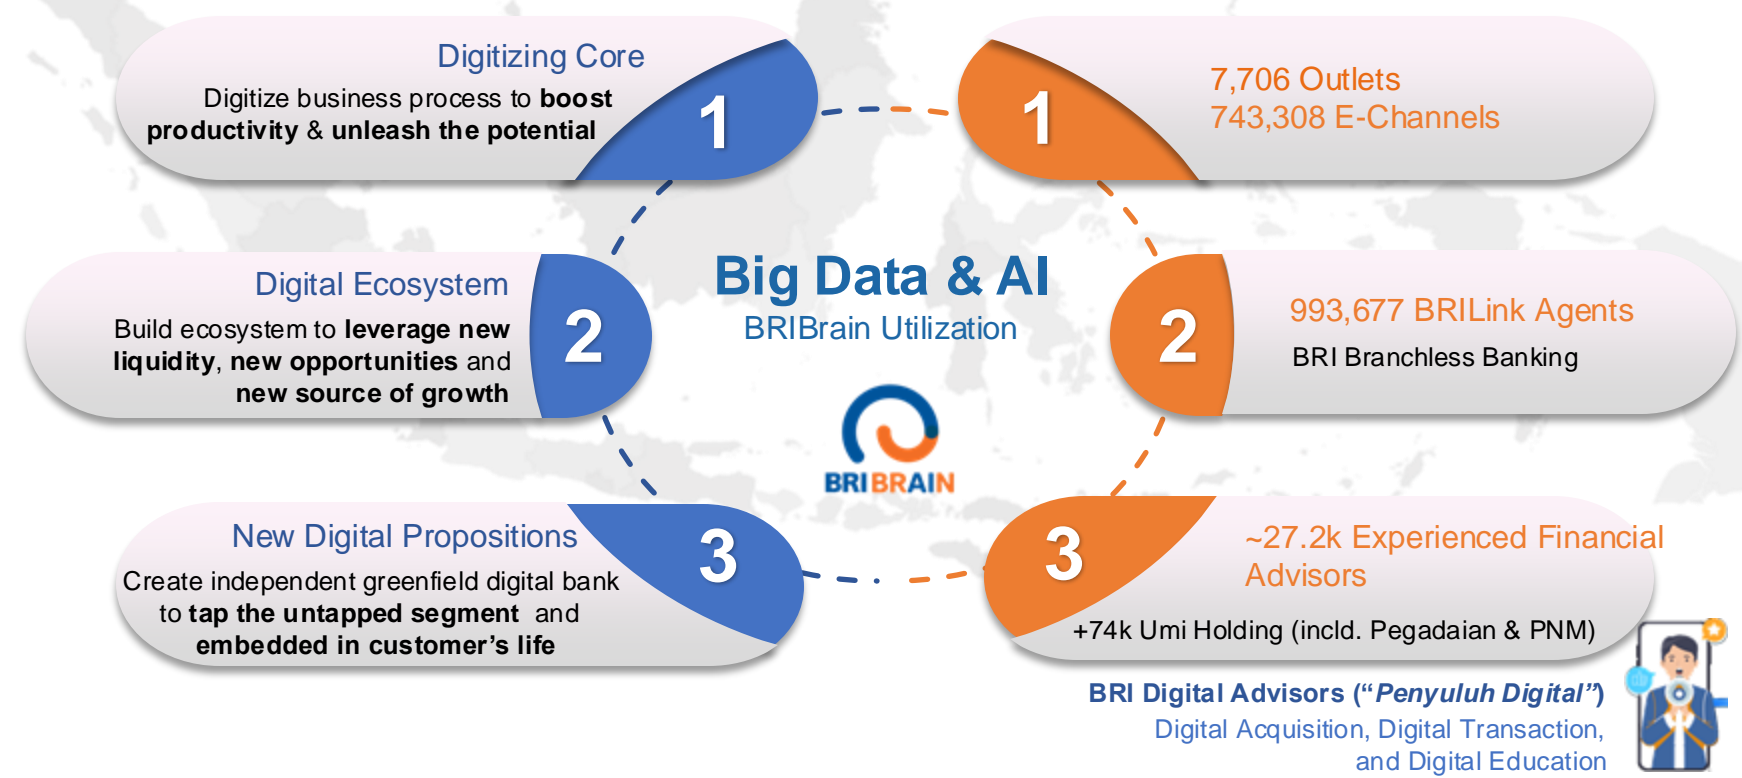 Digitizing Core
Digitize business process to boost
productivity & unleash the potential
1
Digital Ecosystem
Build ecosystem to leverage new
liquidity, new opportunities and
new source of growth
2
New Digital Propositions
Create independent greenfield digital bank
to tap the untapped segment and
embedded in customer's life
3
Big Data & AI
BRIBrain Utilization
BRIBRAIN
1
7,706 Outlets
743,308 E-Channels
2
993,677 BRILink Agents
BRI Branchless Banking
3
~27.2k Experienced Financial
Advisors
+74k Umi Holding (incld. Pegadaian & PNM)
BRI Digital Advisors (“Penyuluh Digital”)
Digital Acquisition, Digital Transaction,
and Digital Education